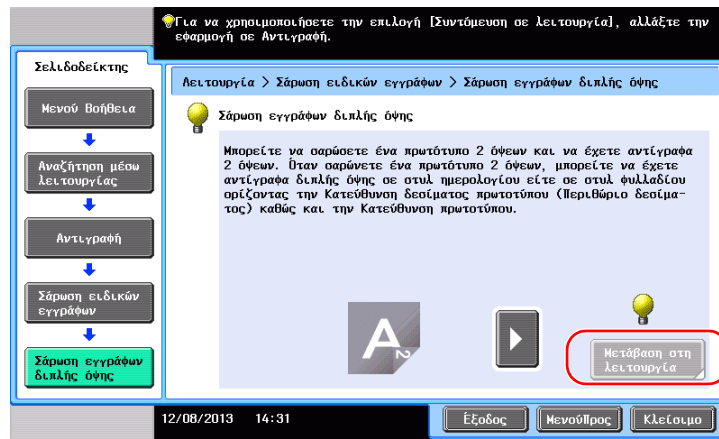 Για να χρησιμοποιήσετε την επιλογή [Συντόμευση σε λειτουργία], αλλάξτε την
εφαρμογή σε Αντιγραφή.
Σελιδοδείκτης
Μενού Βοήθεια
Αναζήτηση μέσω
λειτουργίας
Αντιγραφή
Σάρωση ειδικών
εγγράφων
Σάρωση εγγράφων
διπλής όψης
Λειτουργία > Σάρωση ειδικών εγγράφων > Σάρωση εγγράφων διπλής όψης
Σάρωση εγγράφων διπλής όψης
Μπορείτε να σαρώσετε ένα πρωτότυπο 2 όψεων και να έχετε αντίγραφα
2 όψεων. Όταν σαρώνετε ένα πρωτότυπο 2 όψεων, μπορείτε να έχετε
αντίγραφα διπλής όψης σε στυλ ημερολογίου είτε σε στυλ φυλλαδίου
ορίζοντας την Κατεύθυνση δεσίματος πρωτοτύπου (Περιθώριο δεσίμα-
τος) καθώς και την Κατεύθυνση πρωτοτύπου.
A
2
Μετάβαση στη
λειτουργία
12/08/2013 14:31
Έξοδος
ΜενούΠρος
Κλείσιμο